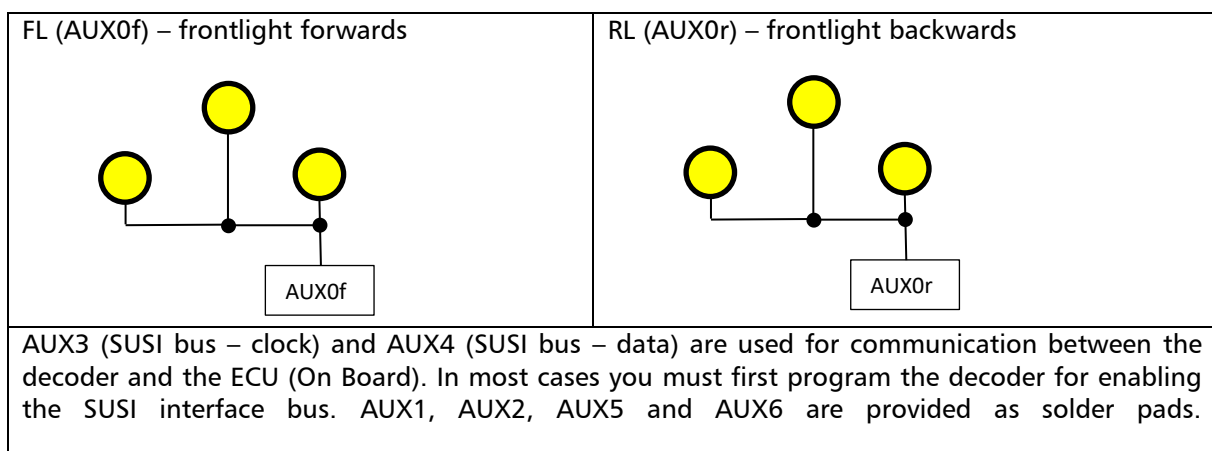 FL (AUX0f) – frontlight forwards
RL (AUX0r) – frontlight backwards
AUX0f
AUX0r
AUX3 (SUSI bus – clock) and AUX4 (SUSI bus – data) are used for communication between the
decoder and the ECU (On Board). In most cases you must first program the decoder for enabling
the SUSI interface bus. AUX1, AUX2, AUX5 and AUX6 are provided as solder pads.